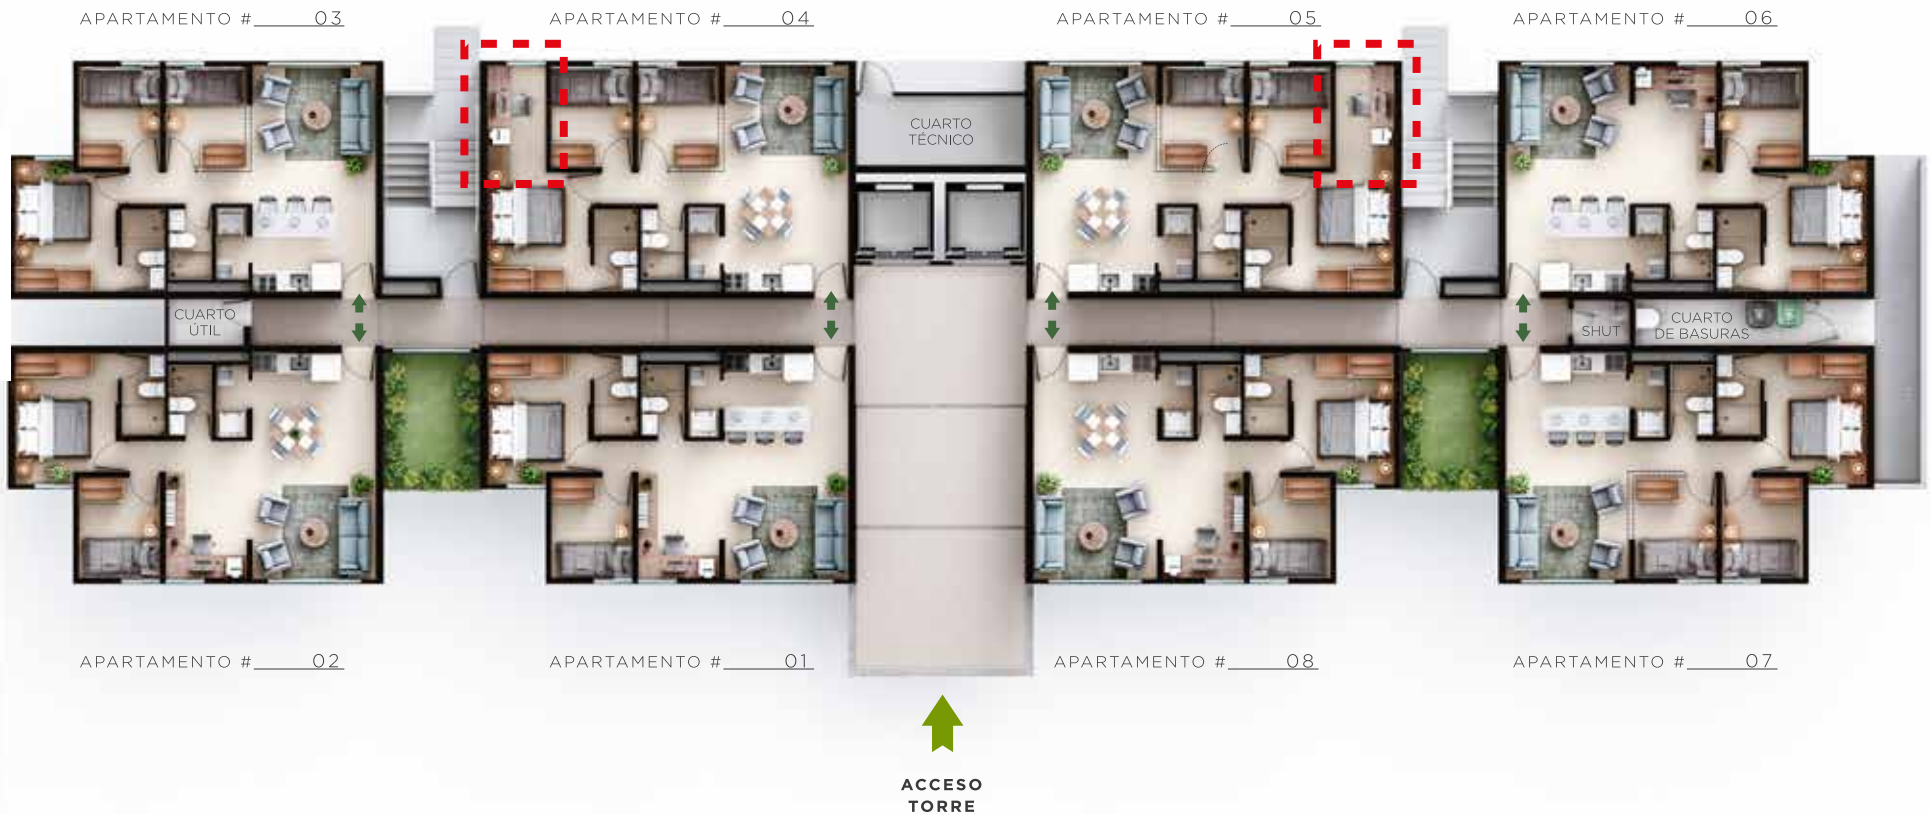 APARTAMENTO # 03
APARTAMENTO # 04
APARTAMENTO # 05
APARTAMENTO # 06
CUARTO
TÉCNICO
CUARTO
ÚTIL
SHUT
CUARTO
DE BASURAS
APARTAMENTO # 02
APARTAMENTO # 01
APARTAMENTO # 08
APARTAMENTO # 07
ACCESO
TORRE